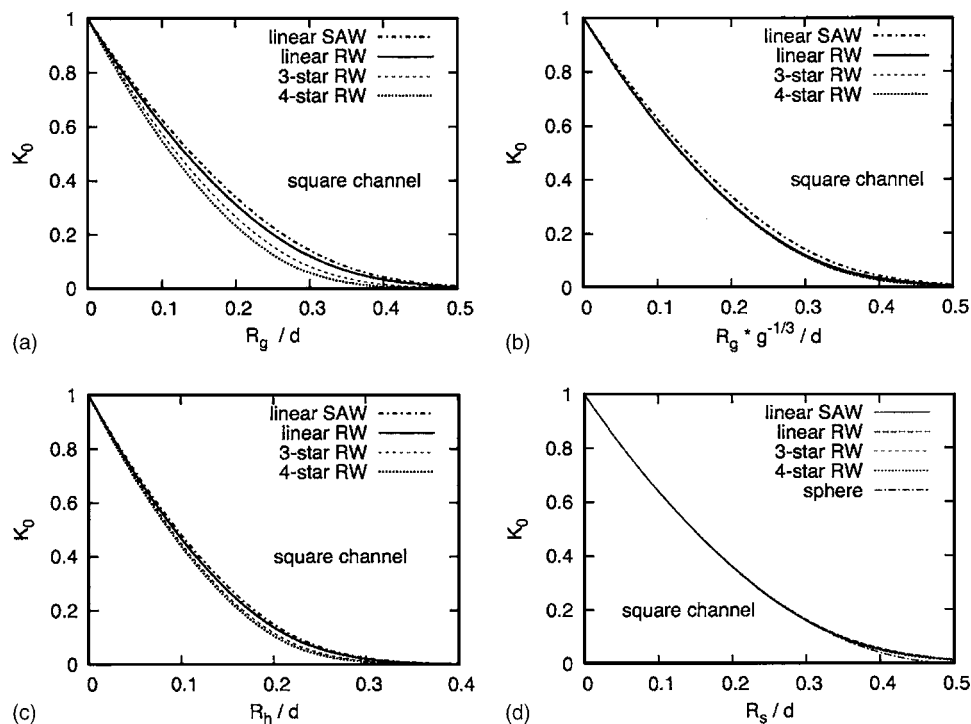 1
0.8
0.6
0.4
0.2
0
K0
linear SAW
linear RW
3-star RW
4-star RW
square channel
0 0.1 0.2 0.3 0.4 0.5
(a) Rg / d
1
0.8
0.6
0.4
0.2
0
K0
linear SAW
linear RW
3-star RW
4-star RW
square channel
0 0.1 0.2 0.3 0.4 0.5
(b) Rg * g-1/3 / d
1
0.8
0.6
0.4
0.2
0
K0
linear SAW
linear RW
3-star RW
4-star RW
square channel
0 0.1 0.2 0.3 0.4
(c) Rh / d
1
0.8
0.6
0.4
0.2
0
K0
linear SAW
linear RW
3-star RW
4-star RW
sphere
square channel
0 0.1 0.2 0.3 0.4 0.5
(d) Rs / d